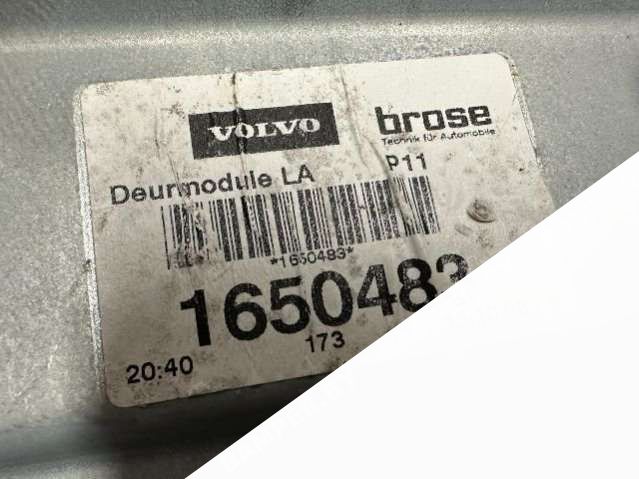 VOLVO brose
Technik für Automobile
Deurmodule LA P11
*1650483*
1650483
20:40 173